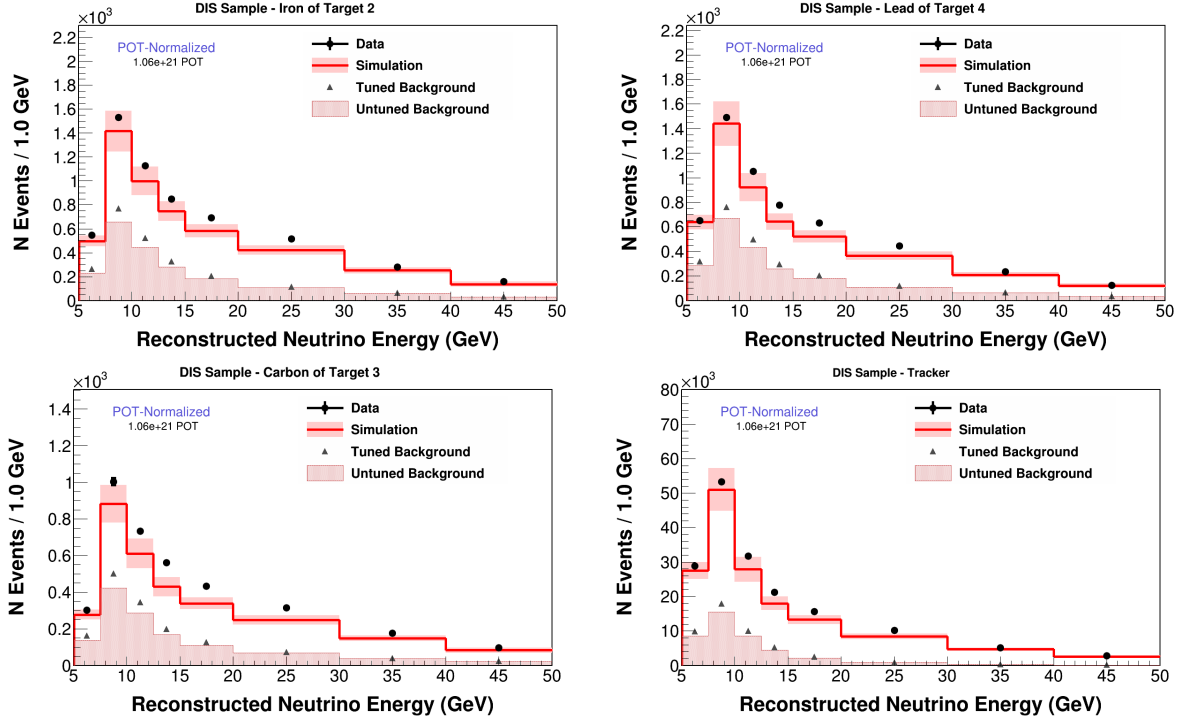 DIS Sample - Iron of Target 2
×10³
N Events / 1.0 GeV
2.2
2
1.8
1.6
1.4
1.2
1
0.8
0.6
0.4
0.2
0
POT-Normalized
1.06e+21 POT
Data
Simulation
Tuned Background
Untuned Background
5 10 15 20 25 30 35 40 45 50
Reconstructed Neutrino Energy (GeV)
DIS Sample - Lead of Target 4
×10³
N Events / 1.0 GeV
2.2
2
1.8
1.6
1.4
1.2
1
0.8
0.6
0.4
0.2
0
POT-Normalized
1.06e+21 POT
Data
Simulation
Tuned Background
Untuned Background
5 10 15 20 25 30 35 40 45 50
Reconstructed Neutrino Energy (GeV)
DIS Sample - Carbon of Target 3
×10³
N Events / 1.0 GeV
1.4
1.2
1
0.8
0.6
0.4
0.2
0
POT-Normalized
1.06e+21 POT
Data
Simulation
Tuned Background
Untuned Background
5 10 15 20 25 30 35 40 45 50
Reconstructed Neutrino Energy (GeV)
DIS Sample - Tracker
×10³
N Events / 1.0 GeV
80
70
60
50
40
30
20
10
0
POT-Normalized
1.06e+21 POT
Data
Simulation
Tuned Background
Untuned Background
5 10 15 20 25 30 35 40 45 50
Reconstructed Neutrino Energy (GeV)